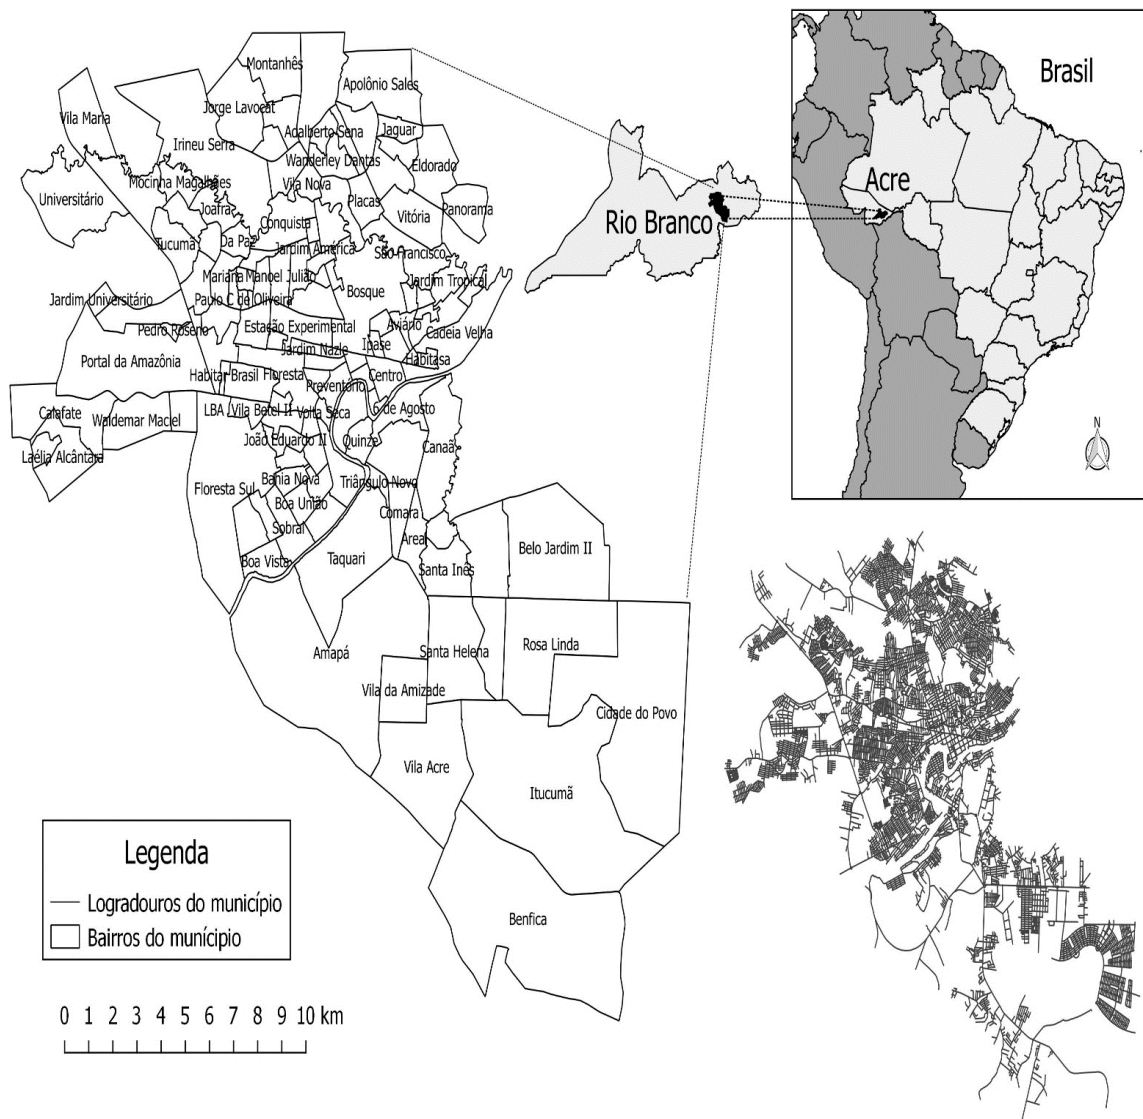 Montanhês
Apolônio Sales
Vila Maria
Jorge Lavocat
Irineu Serra
Adalberto Sena
Jaguar
Wanderley Dantas
Eldorado
Universitário
Mocinha Magalhães
Vila Nova
Joafra
Placas
Vitória
Panorama
Conquista
Tucumã
Da Paz
Jardim América
São Francisco
Mariana
Manoel Julião
Jardim Tropical
Bosque
Jardim Universitário
Paulo C de Oliveira
Pedro Roseno
Estação Experimental
Aviário
Cadeia Velha
Ipase
Jardim Nazle
Habitasa
Portal da Amazônia
Habitar Brasil
Floresta
Centro
Preventório
Calafate
Waldemar Maciel
LBA
Vila Betel II
Volta Seca
6 de Agosto
João Eduardo II
Quinze
Canaã
Laélia Alcântara
Floresta Sul
Bahia Nova
Triângulo Novo
Boa União
Comara
Sobral
Areal
Boa Vista
Taquari
Santa Inês
Belo Jardim II
Amapá
Santa Helena
Rosa Linda
Vila da Amizade
Cidade do Povo
Vila Acre
Itucumã
Benfica
Rio Branco
Brasil
Acre
N
Legenda
Logradouros do município
Bairros do munícipio
0 1 2 3 4 5 6 7 8 9 10 km